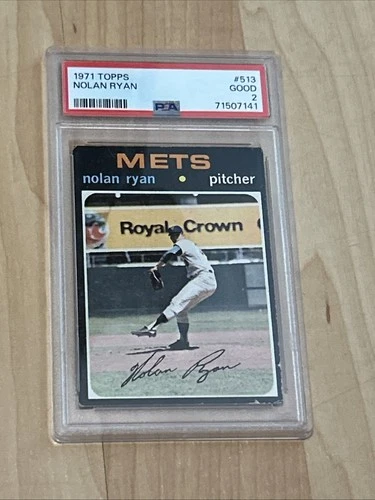 1971 TOPPS #513
NOLAN RYAN GOOD
PSA 2
71507141
METS
nolan ryan • pitcher
Royal Crown
Nolan Ryan